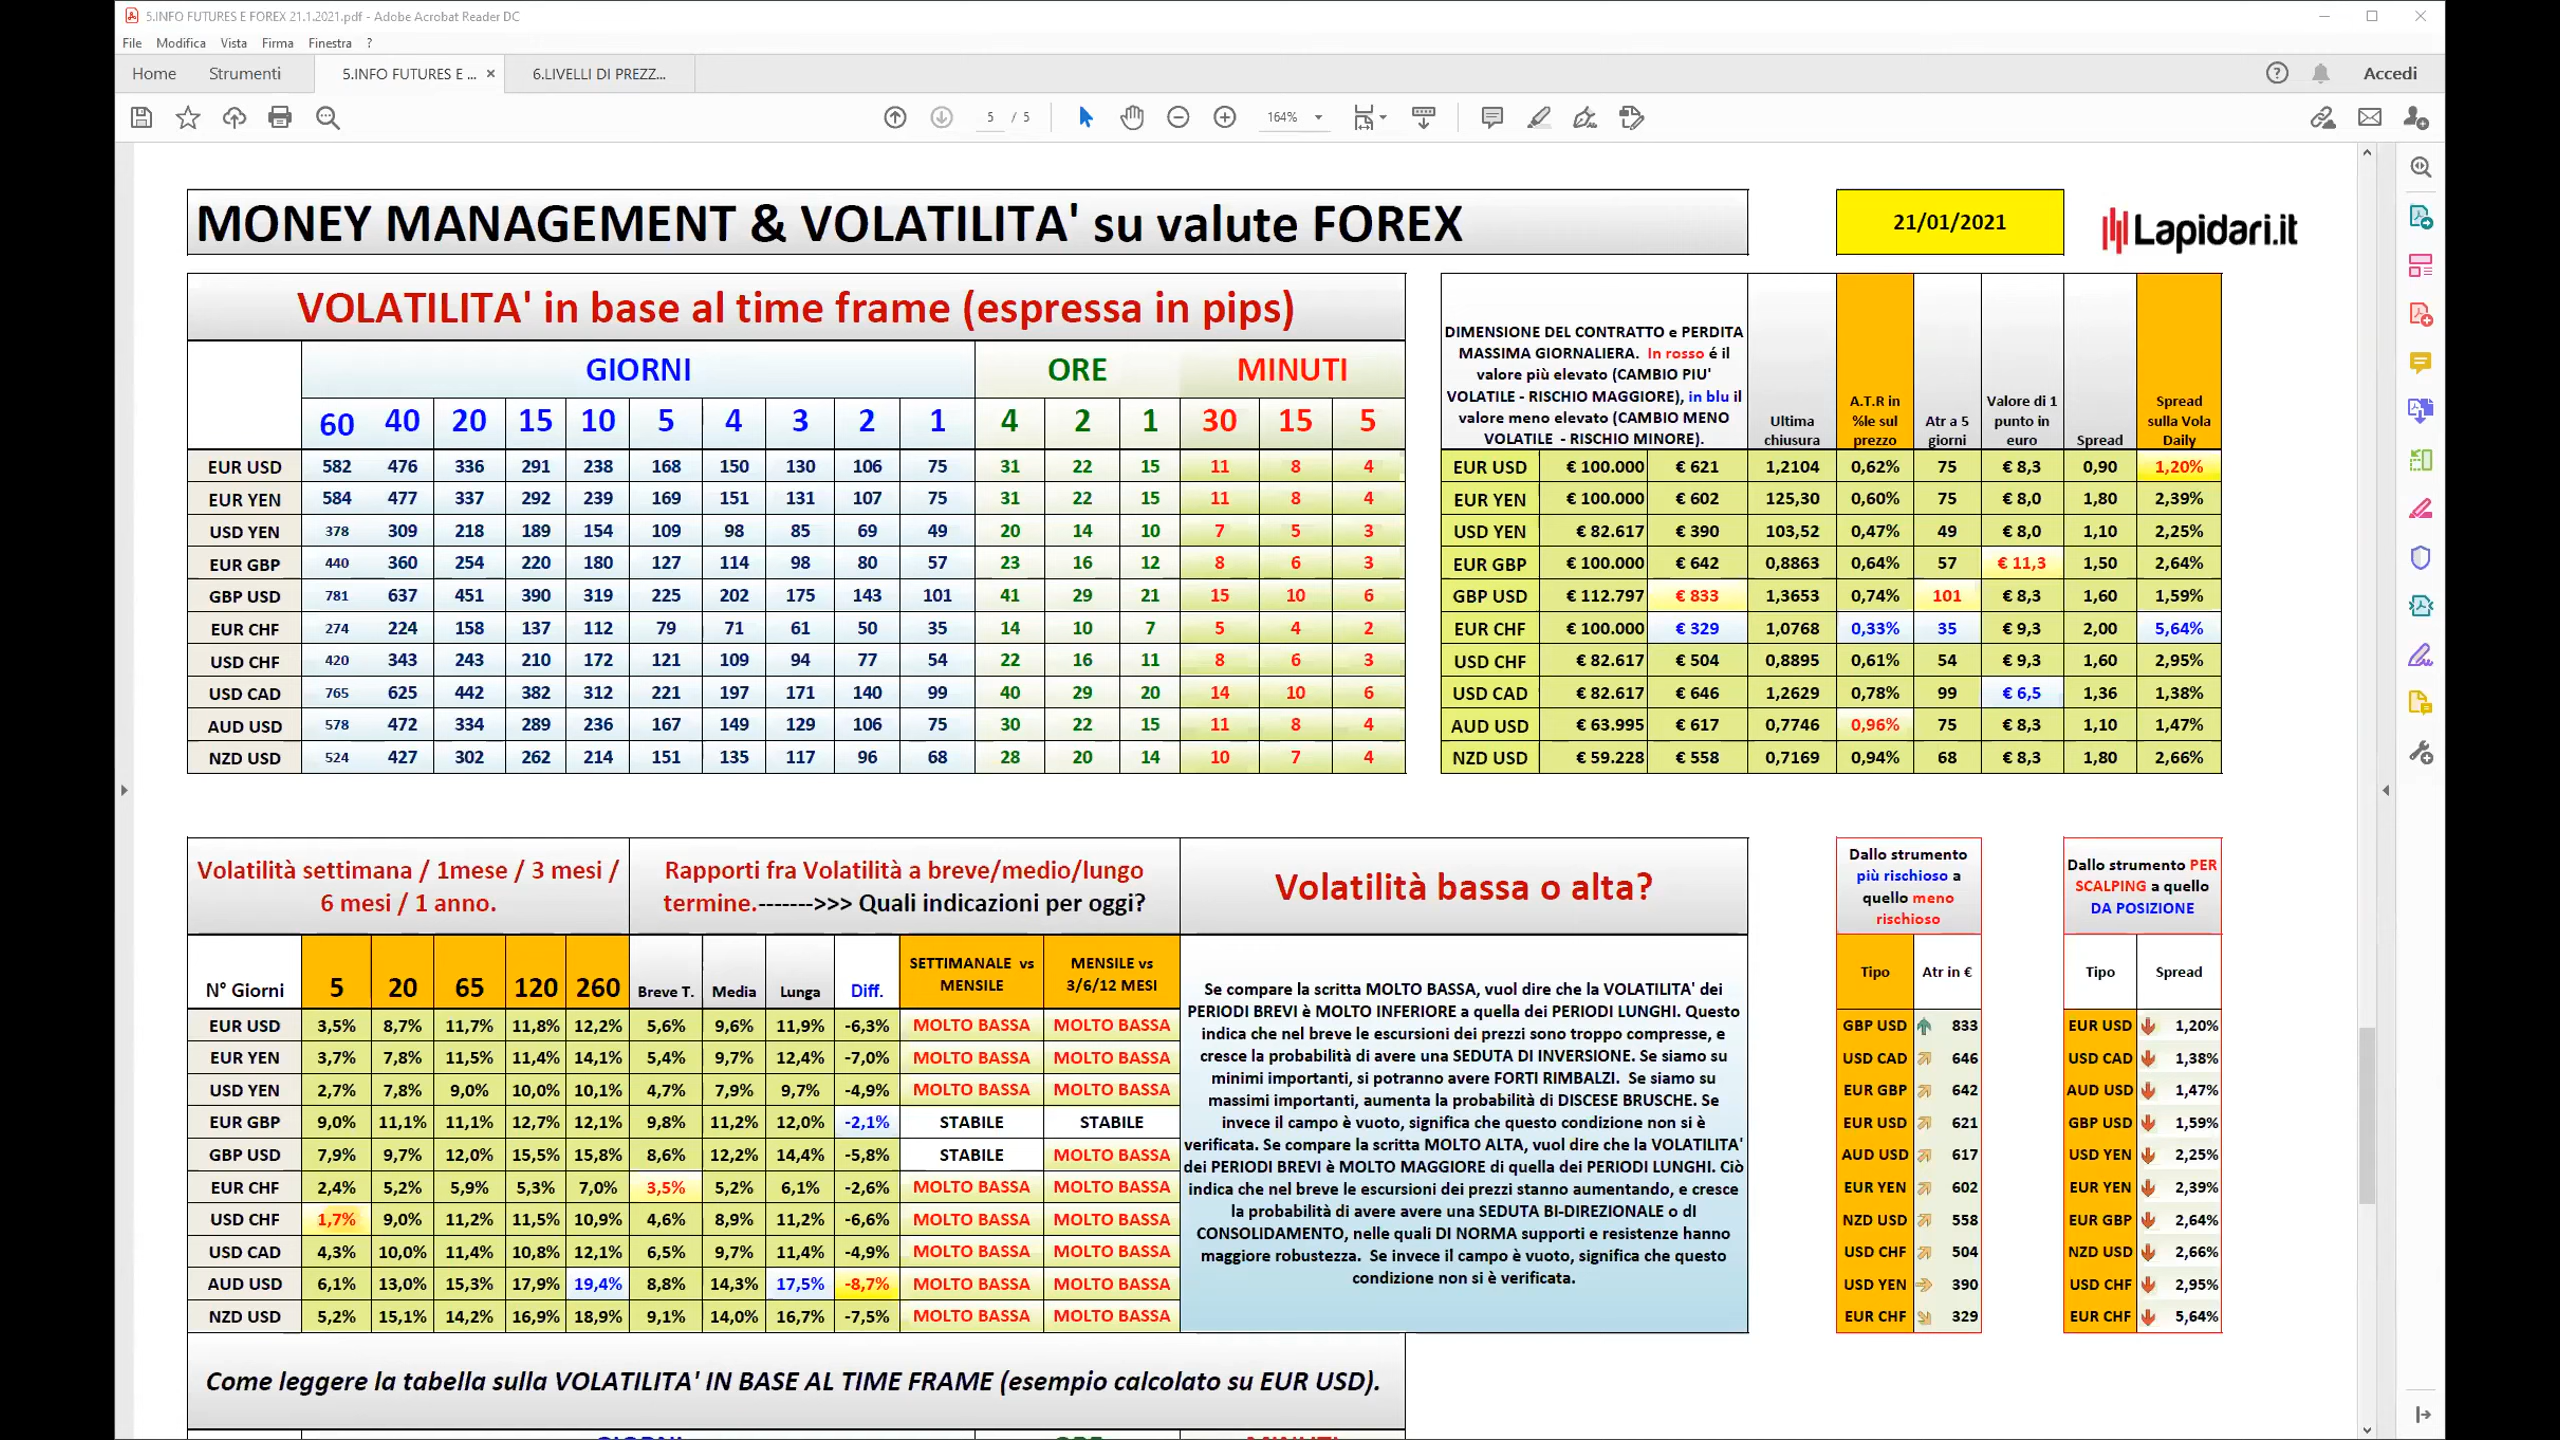 5.INFO FUTURES E FOREX 21.1.2021.pdf - Adobe Acrobat Reader DC
File Modifica Vista Firma Finestra ?
Home Strumenti 5.INFO FUTURES E ... × 6.LIVELLI DI PREZZ... Accedi
5 / 5 164%
MONEY MANAGEMENT & VOLATILITA' su valute FOREX
21/01/2021
Lapidari.it
VOLATILITA' in base al time frame (espressa in pips)
GIORNI ORE MINUTI
60 40 20 15 10 5 4 3 2 1 4 2 1 30 15 5
EUR USD 582 476 336 291 238 168 150 130 106 75 31 22 15 11 8 4
EUR YEN 584 477 337 292 239 169 151 131 107 75 31 22 15 11 8 4
USD YEN 378 309 218 189 154 109 98 85 69 49 20 14 10 7 5 3
EUR GBP 440 360 254 220 180 127 114 98 80 57 23 16 12 8 6 3
GBP USD 781 637 451 390 319 225 202 175 143 101 41 29 21 15 10 6
EUR CHF 274 224 158 137 112 79 71 61 50 35 14 10 7 5 4 2
USD CHF 420 343 243 210 172 121 109 94 77 54 22 16 11 8 6 3
USD CAD 765 625 442 382 312 221 197 171 140 99 40 29 20 14 10 6
AUD USD 578 472 334 289 236 167 149 129 106 75 30 22 15 11 8 4
NZD USD 524 427 302 262 214 151 135 117 96 68 28 20 14 10 7 4
DIMENSIONE DEL CONTRATTO e PERDITA
MASSIMA GIORNALIERA. In rosso é il
valore più elevato (CAMBIO PIU'
VOLATILE - RISCHIO MAGGIORE), in blu il
valore meno elevato (CAMBIO MENO
VOLATILE - RISCHIO MINORE).
Ultima
chiusura
A.T.R in
%le sul
prezzo
Atr a 5
giorni
Valore di 1
punto in
euro
Spread
Spread
sulla Vola
Daily
EUR USD € 100.000 € 621 1,2104 0,62% 75 € 8,3 0,90 1,20%
EUR YEN € 100.000 € 602 125,30 0,60% 75 € 8,0 1,80 2,39%
USD YEN € 82.617 € 390 103,52 0,47% 49 € 8,0 1,10 2,25%
EUR GBP € 100.000 € 642 0,8863 0,64% 57 € 11,3 1,50 2,64%
GBP USD € 112.797 € 833 1,3653 0,74% 101 € 8,3 1,60 1,59%
EUR CHF € 100.000 € 329 1,0768 0,33% 35 € 9,3 2,00 5,64%
USD CHF € 82.617 € 504 0,8895 0,61% 54 € 9,3 1,60 2,95%
USD CAD € 82.617 € 646 1,2629 0,78% 99 € 6,5 1,36 1,38%
AUD USD € 63.995 € 617 0,7746 0,96% 75 € 8,3 1,10 1,47%
NZD USD € 59.228 € 558 0,7169 0,94% 68 € 8,3 1,80 2,66%
Volatilità settimana / 1mese / 3 mesi /
6 mesi / 1 anno.
Rapporti fra Volatilità a breve/medio/lungo
termine.------->>> Quali indicazioni per oggi?
N° Giorni 5 20 65 120 260 Breve T. Media Lunga Diff.
SETTIMANALE vs
MENSILE
MENSILE vs
3/6/12 MESI
EUR USD 3,5% 8,7% 11,7% 11,8% 12,2% 5,6% 9,6% 11,9% -6,3% MOLTO BASSA MOLTO BASSA
EUR YEN 3,7% 7,8% 11,5% 11,4% 14,1% 5,4% 9,7% 12,4% -7,0% MOLTO BASSA MOLTO BASSA
USD YEN 2,7% 7,8% 9,0% 10,0% 10,1% 4,7% 7,9% 9,7% -4,9% MOLTO BASSA MOLTO BASSA
EUR GBP 9,0% 11,1% 11,1% 12,7% 12,1% 9,8% 11,2% 12,0% -2,1% STABILE STABILE
GBP USD 7,9% 9,7% 12,0% 15,5% 15,8% 8,6% 12,2% 14,4% -5,8% STABILE MOLTO BASSA
EUR CHF 2,4% 5,2% 5,9% 5,3% 7,0% 3,5% 5,2% 6,1% -2,6% MOLTO BASSA MOLTO BASSA
USD CHF 1,7% 9,0% 11,2% 11,5% 10,9% 4,6% 8,9% 11,2% -6,6% MOLTO BASSA MOLTO BASSA
USD CAD 4,3% 10,0% 11,4% 10,8% 12,1% 6,5% 9,7% 11,4% -4,9% MOLTO BASSA MOLTO BASSA
AUD USD 6,1% 13,0% 15,3% 17,9% 19,4% 8,8% 14,3% 17,5% -8,7% MOLTO BASSA MOLTO BASSA
NZD USD 5,2% 15,1% 14,2% 16,9% 18,9% 9,1% 14,0% 16,7% -7,5% MOLTO BASSA MOLTO BASSA
Volatilità bassa o alta?
Se compare la scritta MOLTO BASSA, vuol dire che la VOLATILITA' dei
PERIODI BREVI è MOLTO INFERIORE a quella dei PERIODI LUNGHI. Questo
indica che nel breve le escursioni dei prezzi sono troppo compresse, e
cresce la probabilità di avere una SEDUTA DI INVERSIONE. Se siamo su
minimi importanti, si potranno avere FORTI RIMBALZI. Se siamo su
massimi importanti, aumenta la probabilità di DISCESE BRUSCHE. Se
invece il campo è vuoto, significa che questo condizione non si è
verificata. Se compare la scritta MOLTO ALTA, vuol dire che la VOLATILITA'
dei PERIODI BREVI è MOLTO MAGGIORE di quella dei PERIODI LUNGHI. Ciò
indica che nel breve le escursioni dei prezzi stanno aumentando, e cresce
la probabilità di avere avere una SEDUTA BI-DIREZIONALE o di
CONSOLIDAMENTO, nelle quali DI NORMA supporti e resistenze hanno
maggiore robustezza. Se invece il campo è vuoto, significa che questo
condizione non si è verificata.
Dallo strumento
più rischioso a
quello meno
rischioso
Tipo Atr in €
GBP USD 833
USD CAD 646
EUR GBP 642
EUR USD 621
AUD USD 617
EUR YEN 602
NZD USD 558
USD CHF 504
USD YEN 390
EUR CHF 329
Dallo strumento PER
SCALPING a quello
DA POSIZIONE
Tipo Spread
EUR USD 1,20%
USD CAD 1,38%
AUD USD 1,47%
GBP USD 1,59%
USD YEN 2,25%
EUR YEN 2,39%
EUR GBP 2,64%
NZD USD 2,66%
USD CHF 2,95%
EUR CHF 5,64%
Come leggere la tabella sulla VOLATILITA' IN BASE AL TIME FRAME (esempio calcolato su EUR USD).